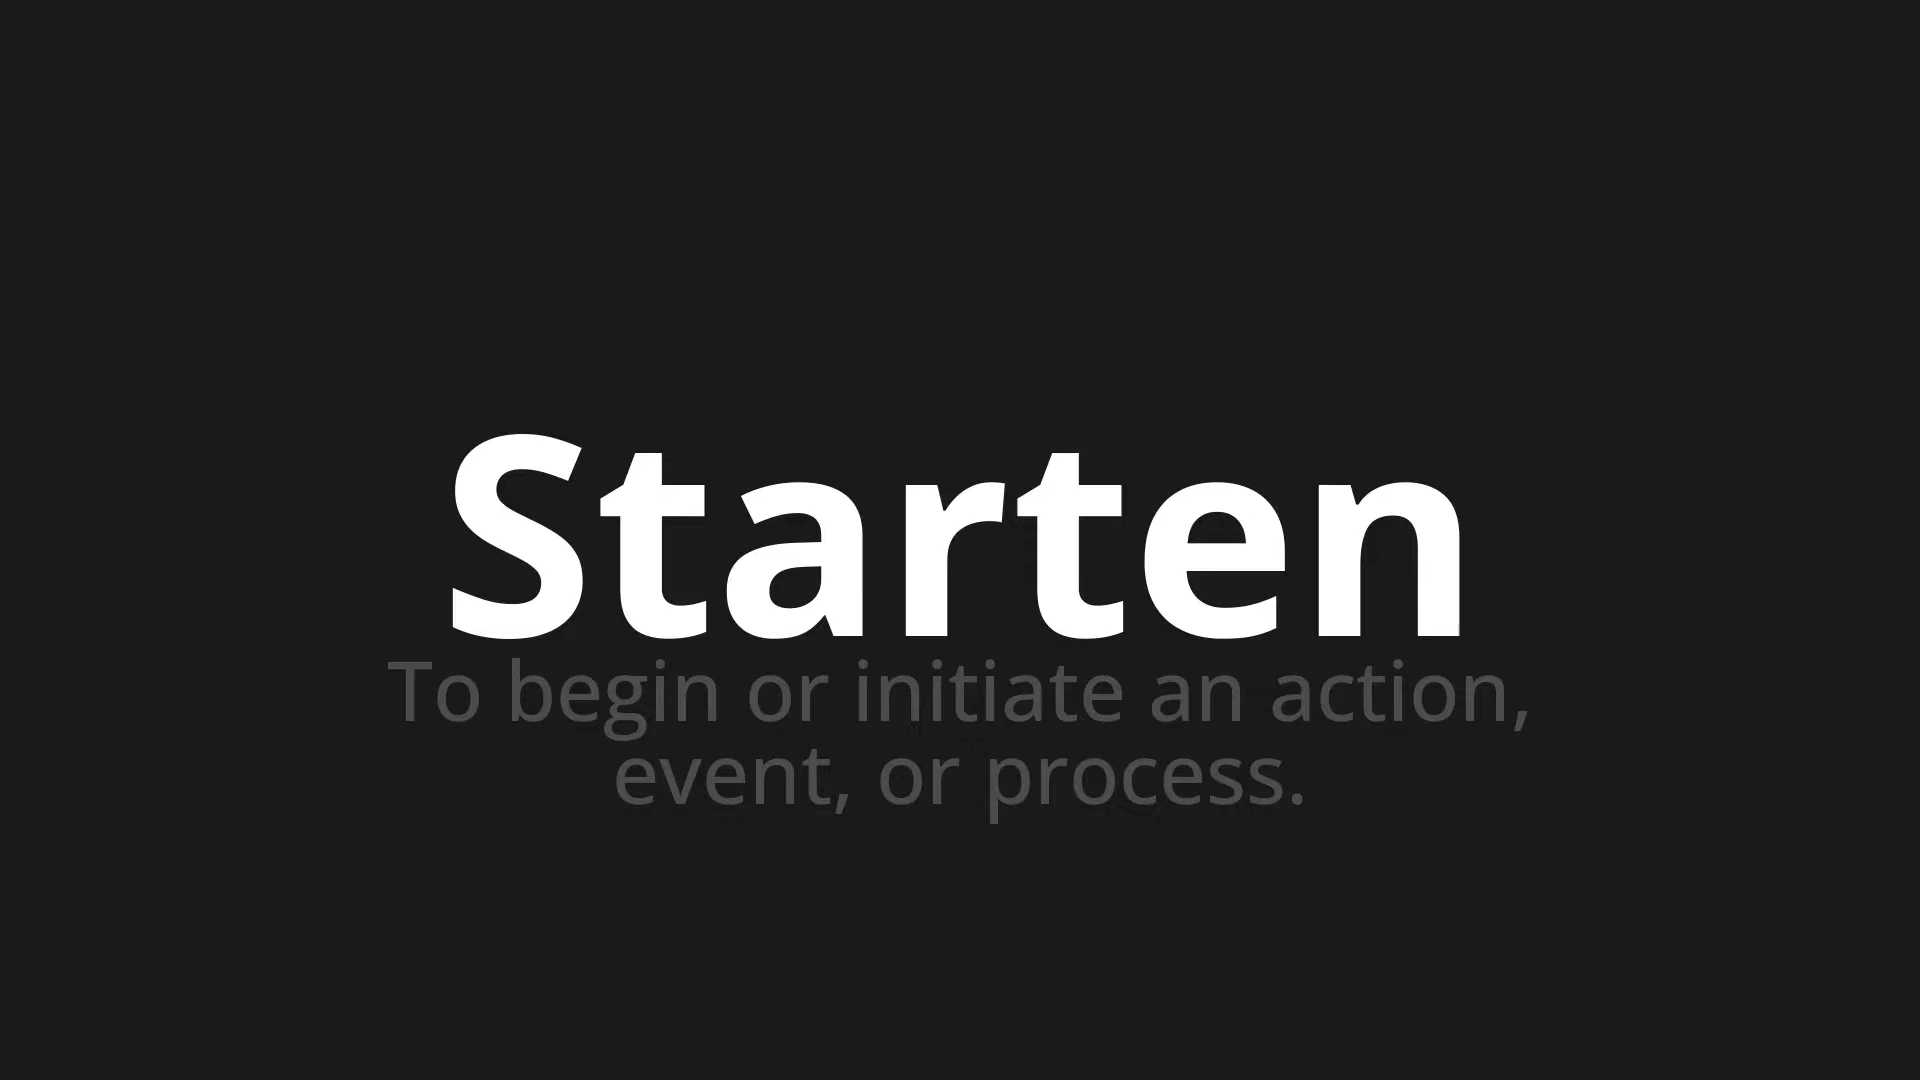 Starten
To begin or initiate an action,
event, or process.